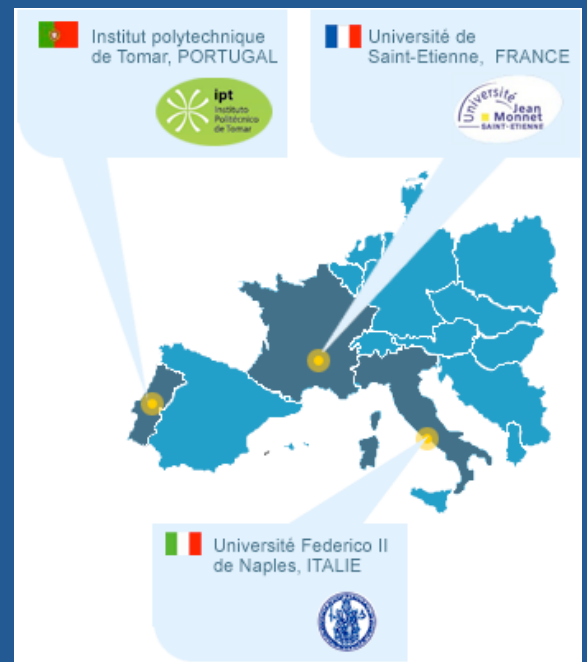 Institut polytechnique
de Tomar, PORTUGAL
ipt
Instituto
Politécnico
de Tomar
Université de
Saint-Etienne, FRANCE
Université
Jean
Monnet
SAINT-ETIENNE
Université Federico II
de Naples, ITALIE